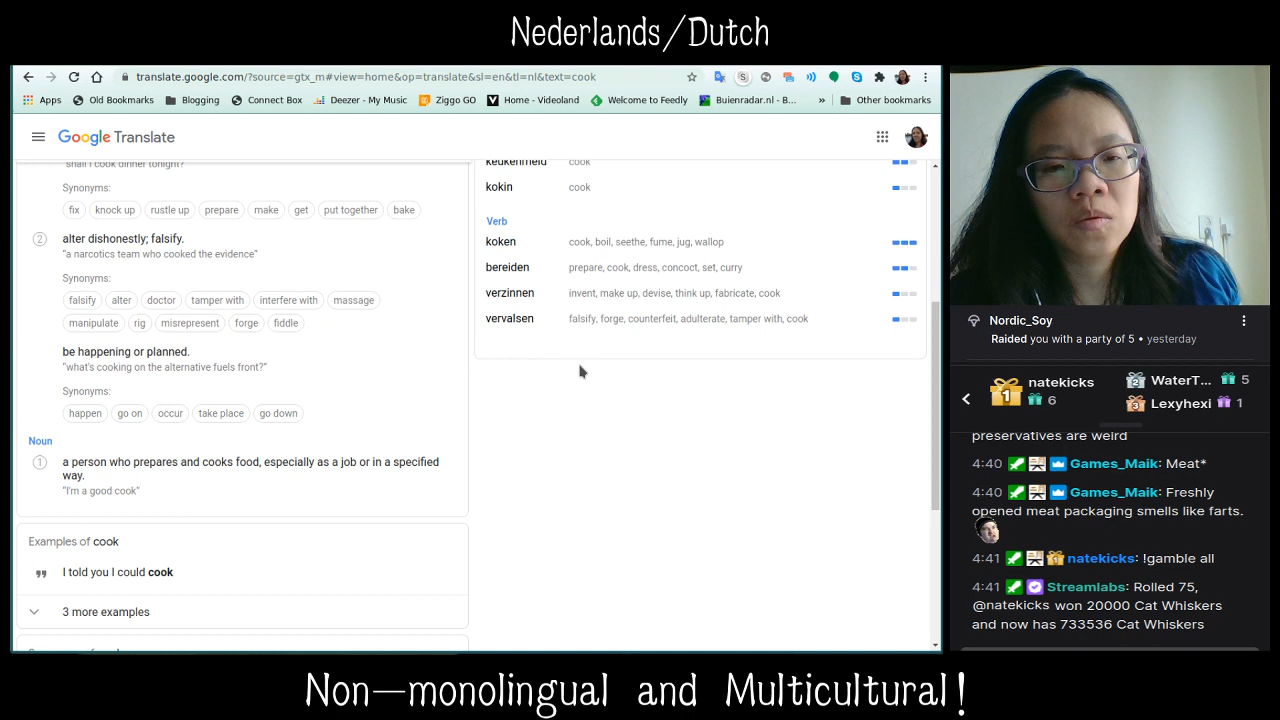 Nederlands/Dutch
translate.google.com/?source=gtx_m#view=home&op=translate&sl=en&tl=nl&text=cook
Apps Old Bookmarks Blogging Connect Box Deezer - My Music Ziggo GO Home - Videoland Welcome to Feedly Buienradar.nl - B... » Other bookmarks
Google Translate
"shall I cook dinner tonight?"
Synonyms:
fix knock up rustle up prepare make get put together bake
2 alter dishonestly; falsify.
"a narcotics team who cooked the evidence"
Synonyms:
falsify alter doctor tamper with interfere with massage
manipulate rig misrepresent forge fiddle
be happening or planned.
"what's cooking on the alternative fuels front?"
Synonyms:
happen go on occur take place go down
Noun
1 a person who prepares and cooks food, especially as a job or in a specified
way.
"I'm a good cook"
Examples of cook
I told you I could cook
3 more examples
keukenmeid cook
kokin cook
Verb
koken cook, boil, seethe, fume, jug, wallop
bereiden prepare, cook, dress, concoct, set, curry
verzinnen invent, make up, devise, think up, fabricate, cook
vervalsen falsify, forge, counterfeit, adulterate, tamper with, cook
Nordic_Soy
Raided you with a party of 5 • yesterday
1 natekicks
6
2 WaterT... 5
3 Lexyhexi 1
preservatives are weird
4:40 Games_Maik: Meat*
4:40 Games_Maik: Freshly
opened meat packaging smells like farts.
4:41 natekicks: !gamble all
4:41 Streamlabs: Rolled 75,
@natekicks won 20000 Cat Whiskers
and now has 733536 Cat Whiskers
Non-monolingual and Multicultural!